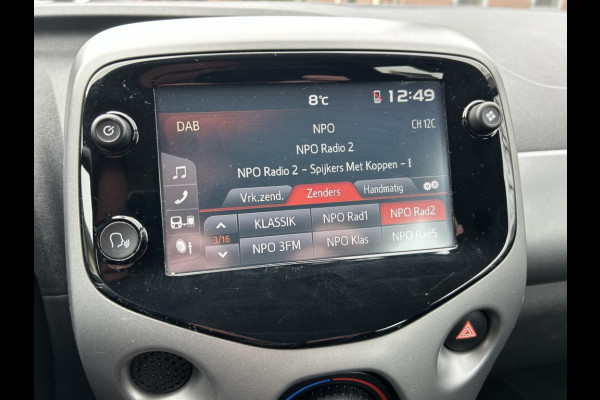 8°C 12:49
DAB NPO CH 12C
NPO Radio 2
NPO Radio 2 - Spijkers Met Koppen - E
Vrk.zend. Zenders Handmatig
KLASSIK NPO Rad1 NPO Rad2
3/16
NPO 3FM NPO Klas NPO Rad5